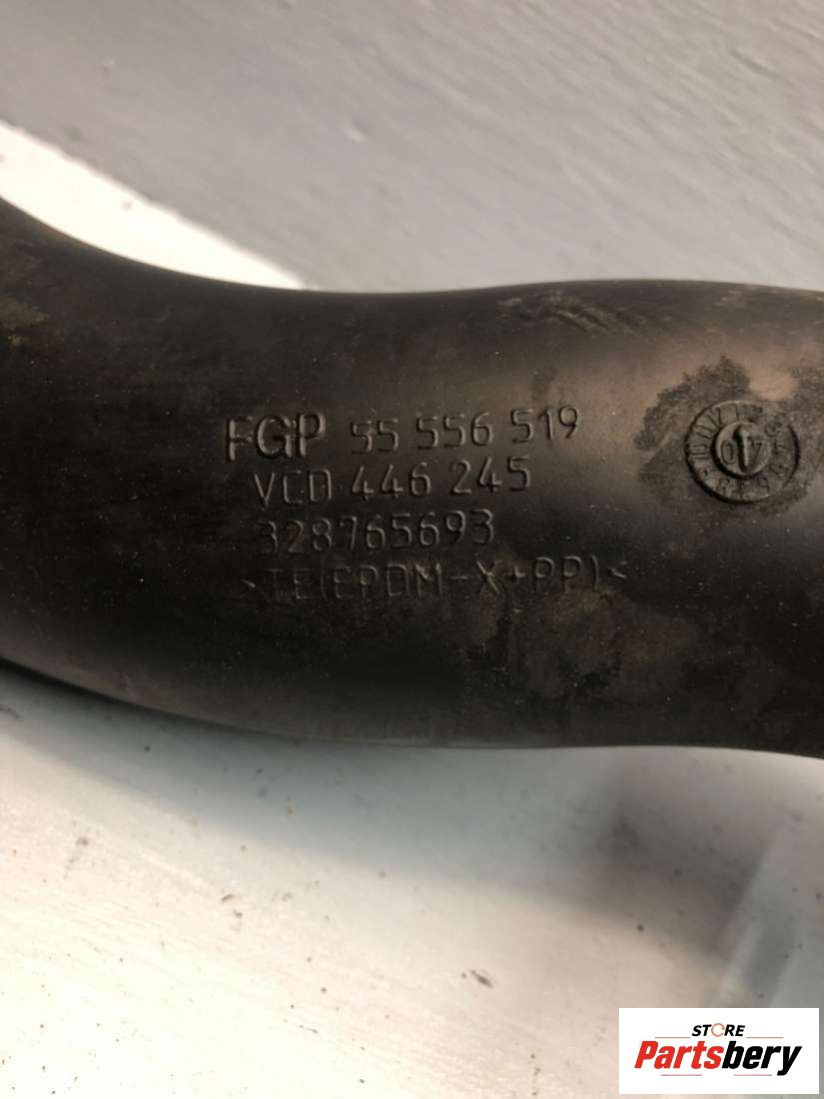 FGP 55 556 519
VCD 446 245
328765693
>TE(EPDM-X+PP)<
STORE
Partsbery